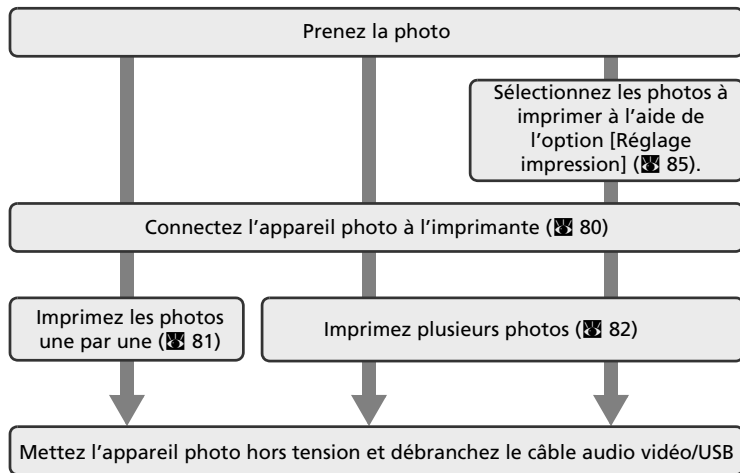 Prenez la photo
Sélectionnez les photos à
imprimer à l'aide de
l'option [Réglage
impression] (85).
Connectez l'appareil photo à l'imprimante (80)
Imprimez les photos
une par une (81)
Imprimez plusieurs photos (82)
Mettez l'appareil photo hors tension et débranchez le câble audio vidéo/USB